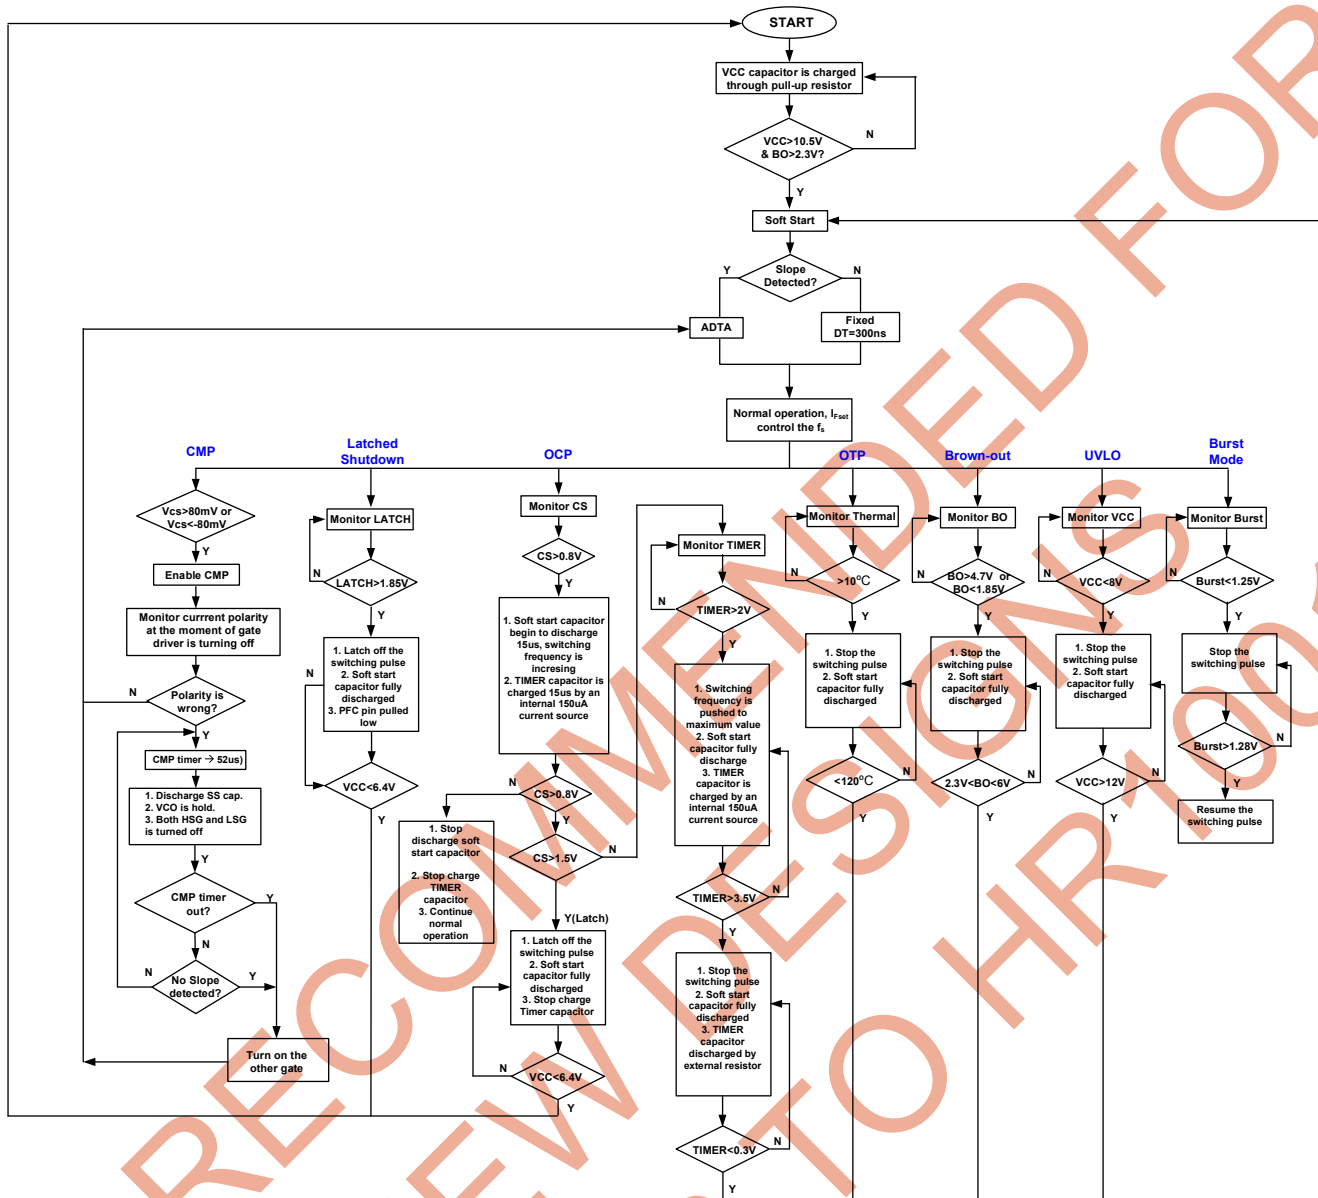 START
VCC capacitor is charged
through pull-up resistor
VCC>10.5V
& BO>2.3V?
N
Y
Soft Start
Slope
Detected?
Y
N
ADTA
Fixed
DT=300ns
Normal operation, IFset
control the fs
CMP
Latched
Shutdown
OCP
OTP
Brown-out
UVLO
Burst
Mode
Vcs>80mV or
Vcs<-80mV
Y
Enable CMP
Monitor currrent polarity
at the moment of gate
driver is turning off
Polarity is
wrong?
N
Y
CMP timer → 52us)
1. Discharge SS cap.
2. VCO is hold.
3. Both HSG and LSG
is turned off
Y
CMP timer
out?
Y
N
No Slope
detected?
N
Y
Turn on the
other gate
Monitor LATCH
LATCH>1.85V
N
Y
1. Latch off the
switching pulse
2. Soft start
capacitor fully
discharged
3. PFC pin pulled
low
N
VCC<6.4V
Y
Monitor CS
CS>0.8V
Y
1. Soft start capacitor
begin to discharge
15us, switching
frequency is
incresing
2. TIMER capacitor is
charged 15us by an
internal 150uA
current source
CS>0.8V
N
Y
1. Stop
discharge soft
start capacitor
2. Stop charge
TIMER
capacitor
3. Continue
normal
operation
CS>1.5V
N
Y(Latch)
1. Latch off the
switching pulse
2. Soft start
capacitor fully
discharged
3. Stop charge
Timer capacitor
VCC<6.4V
N
Y
Monitor TIMER
TIMER>2V
N
Y
1. Switching
frequency is
pushed to
maximum value
2. Soft start
capacitor fully
discharge
3. TIMER
capacitor is
charged by an
internal 150uA
current source
TIMER>3.5V
N
Y
1. Stop the
switching pulse
2. Soft start
capacitor fully
discharged
3. TIMER
capacitor
discharged by
external resistor
TIMER<0.3V
N
Y
Monitor Thermal
>10°C
N
Y
1. Stop the
switching pulse
2. Soft start
capacitor fully
discharged
<120°C
N
Y
Monitor BO
BO>4.7V or
BO<1.85V
N
Y
1. Stop the
switching pulse
2. Soft start
capacitor fully
discharged
2.3V<BO<6V
N
Y
Monitor VCC
VCC<8V
N
Y
1. Stop the
switching pulse
2. Soft start
capacitor fully
discharged
VCC>12V
N
Y
Monitor Burst
Burst<1.25V
N
Y
Stop the
switching pulse
Burst>1.28V
N
Y
Resume the
switching pulse
RECOMMENDED FOR
EW DESIGNS
TO HR100